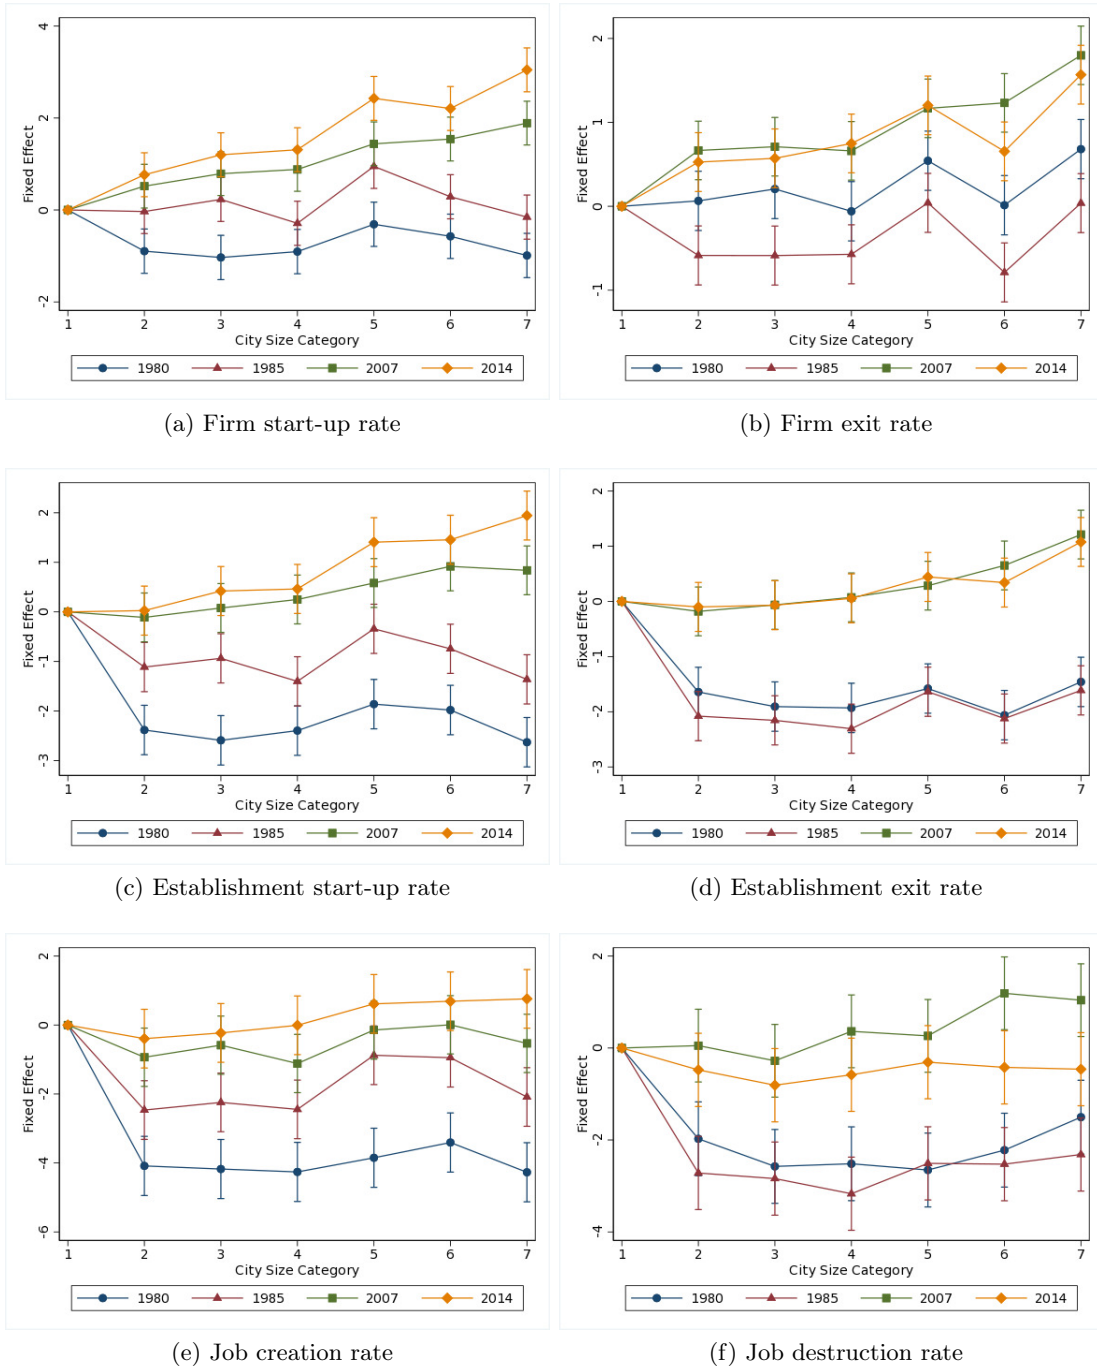 4
2
0
-2
Fixed Effect
1 2 3 4 5 6 7
City Size Category
1980 1985 2007 2014
(a) Firm start-up rate
2
1
0
-1
Fixed Effect
1 2 3 4 5 6 7
City Size Category
1980 1985 2007 2014
(b) Firm exit rate
2
1
0
-1
-2
-3
Fixed Effect
1 2 3 4 5 6 7
City Size Category
1980 1985 2007 2014
(c) Establishment start-up rate
2
1
0
-1
-2
-3
Fixed Effect
1 2 3 4 5 6 7
City Size Category
1980 1985 2007 2014
(d) Establishment exit rate
2
0
-2
-4
-6
Fixed Effect
1 2 3 4 5 6 7
City Size Category
1980 1985 2007 2014
(e) Job creation rate
2
0
-2
-4
Fixed Effect
1 2 3 4 5 6 7
City Size Category
1980 1985 2007 2014
(f) Job destruction rate